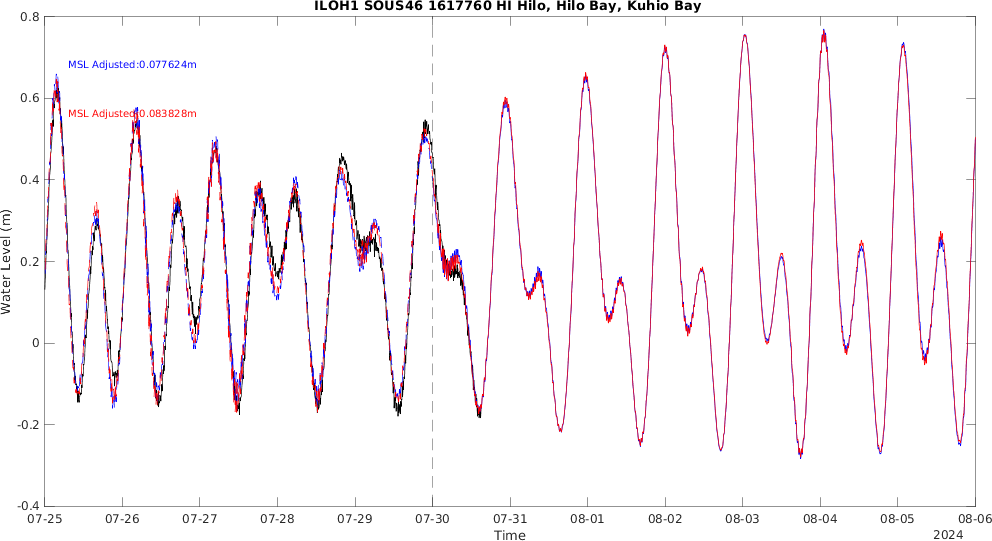 ILOH1 SOUS46 1617760 HI Hilo, Hilo Bay, Kuhio Bay
0.8
MSL Adjusted:0.077624m
0.6
MSL Adjusted:0.083828m
0.4
Water Level (m)
0.2
0
-0.2
-0.4
07-25 07-26 07-27 07-28 07-29 07-30 07-31 08-01 08-02 08-03 08-04 08-05 08-06
Time
2024